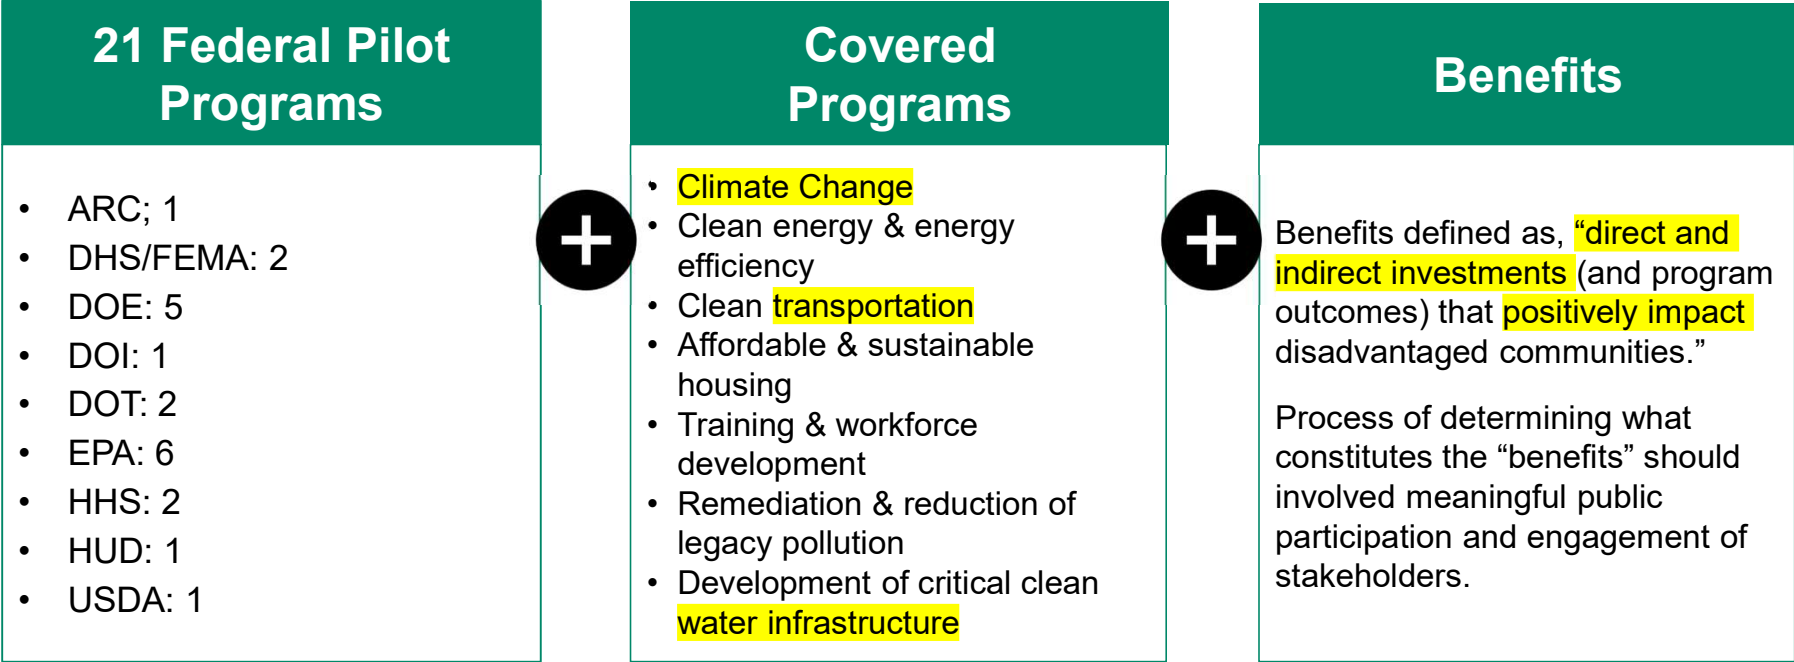 21 Federal Pilot
Programs
• ARC; 1
• DHS/FEMA: 2
• DOE: 5
• DOI: 1
• DOT: 2
• EPA: 6
• HHS: 2
• HUD: 1
• USDA: 1
+
Covered
Programs
• Climate Change
• Clean energy & energy
efficiency
• Clean transportation
• Affordable & sustainable
housing
• Training & workforce
development
• Remediation & reduction of
legacy pollution
• Development of critical clean
water infrastructure
+
Benefits
Benefits defined as, “direct and
indirect investments (and program
outcomes) that positively impact
disadvantaged communities.”
Process of determining what
constitutes the “benefits” should
involved meaningful public
participation and engagement of
stakeholders.